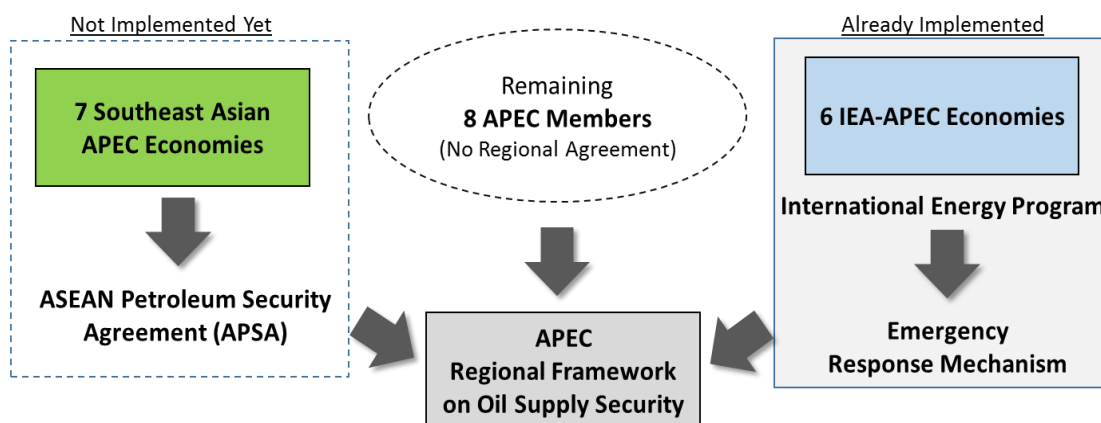 Not Implemented Yet
7 Southeast Asian
APEC Economies
ASEAN Petroleum Security
Agreement (APSA)
Remaining
8 APEC Members
(No Regional Agreement)
APEC
Regional Framework
on Oil Supply Security
Already Implemented
6 IEA-APEC Economies
International Energy Program
Emergency
Response Mechanism